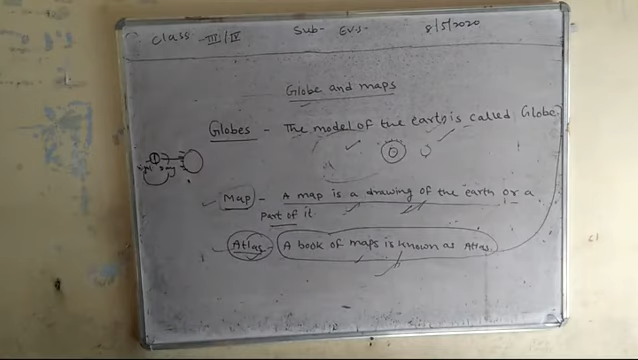 Class - III/IV Sub- EVS. 8/5/2020
Globe and maps
Globes - The model of the earth is called Globe.
Map - A map is a drawing of the earth or a
part of it
Atlas - A book of maps is known as Atlas.